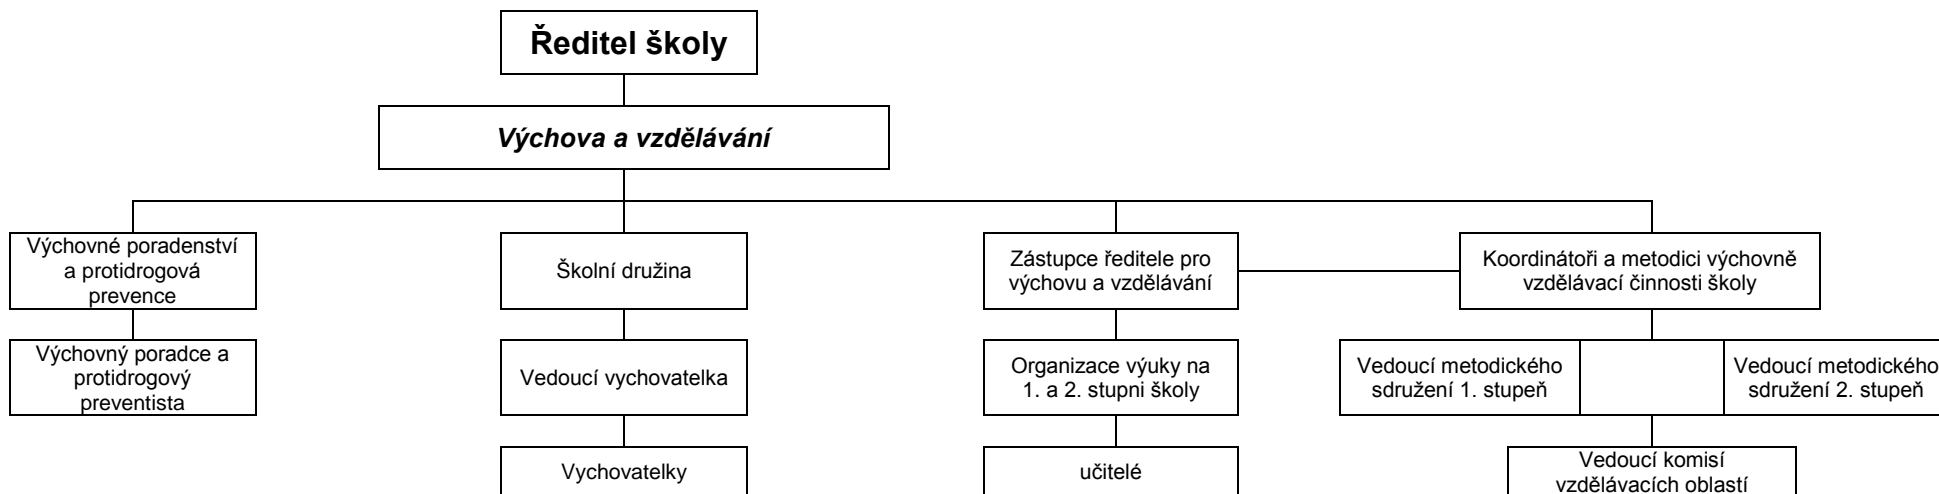 Ředitel školy
Výchova a vzdělávání
Výchovné poradenství
a protidrogová
prevence
Školní družina
Zástupce ředitele pro
výchovu a vzdělávání
Koordinátoři a metodici výchovně
vzdělávací činnosti školy
Výchovný poradce a
protidrogový
preventista
Vedoucí vychovatelka
Organizace výuky na
1. a 2. stupni školy
Vedoucí metodického
sdružení 1. stupeň
Vedoucí metodického
sdružení 2. stupeň
Vychovatelky
učitelé
Vedoucí komisí
vzdělávacích oblastí